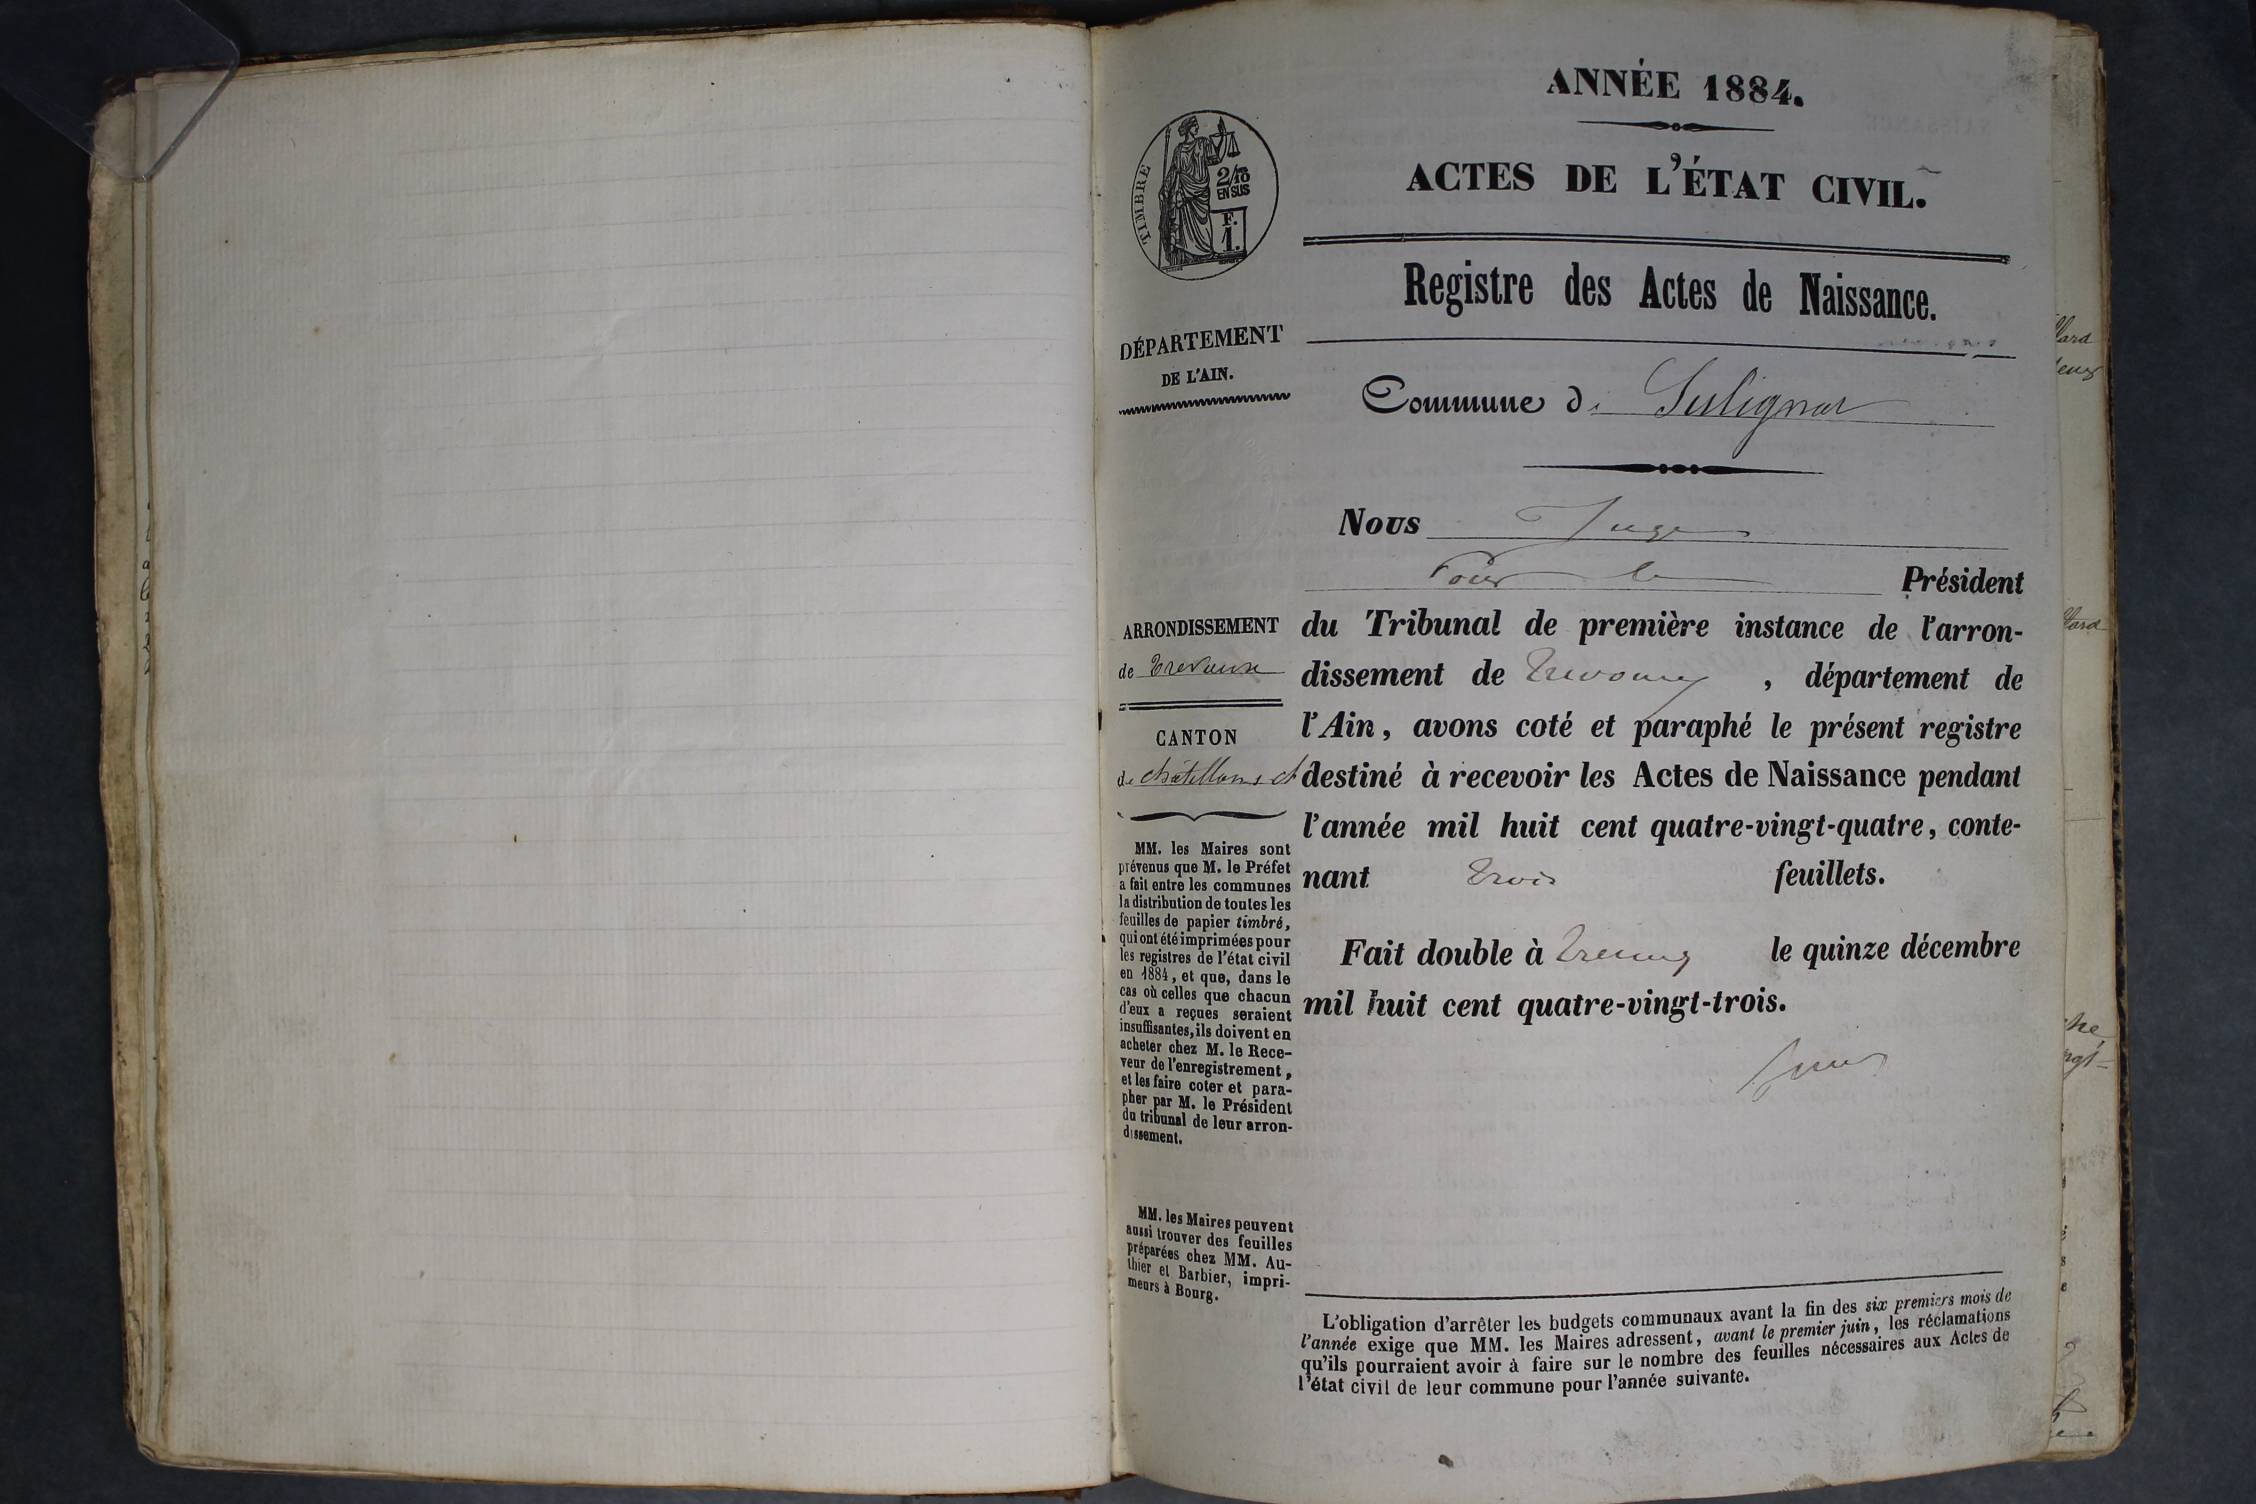 ANNÉE 1884.
ACTES DE L'ÉTAT CIVIL.
TIMBRE
2/10
EN SUS
F.
1.
Registre des Actes de Naissance.
DÉPARTEMENT
DE L'AIN.
Commune de Sulignat
Nous Juge
Pour le Président
du Tribunal de première instance de l'arron-
dissement de Trevoux, département de
l'Ain, avons coté et paraphé le présent registre
destiné à recevoir les Actes de Naissance pendant
l'année mil huit cent quatre-vingt-quatre, conte-
nant trois feuillets.
Fait double à Trevoux le quinze décembre
mil huit cent quatre-vingt-trois.
ARRONDISSEMENT
de Trevoux
CANTON
de châtillon s Ch
MM. les Maires sont
prévenus que M. le Préfet
a fait entre les communes
la distribution de toutes les
feuilles de papier timbré,
qui ont été imprimées pour
les registres de l'état civil
en 1884, et que, dans le
cas où celles que chacun
d'eux a reçues seraient
insuffisantes, ils doivent en
acheter chez M. le Rece-
veur de l'enregistrement,
et les faire coter et para-
pher par M. le Président
du tribunal de leur arron-
dissement.
MM. les Maires peuvent
aussi trouver des feuilles
préparées chez MM. Au-
thier et Barbier, impri-
meurs à Bourg.
L'obligation d'arrêter les budgets communaux avant la fin des six premiers mois de
l'année exige que MM. les Maires adressent, avant le premier juin, les réclamations
qu'ils pourraient avoir à faire sur le nombre des feuilles nécessaires aux Actes de
l'état civil de leur commune pour l'année suivante.